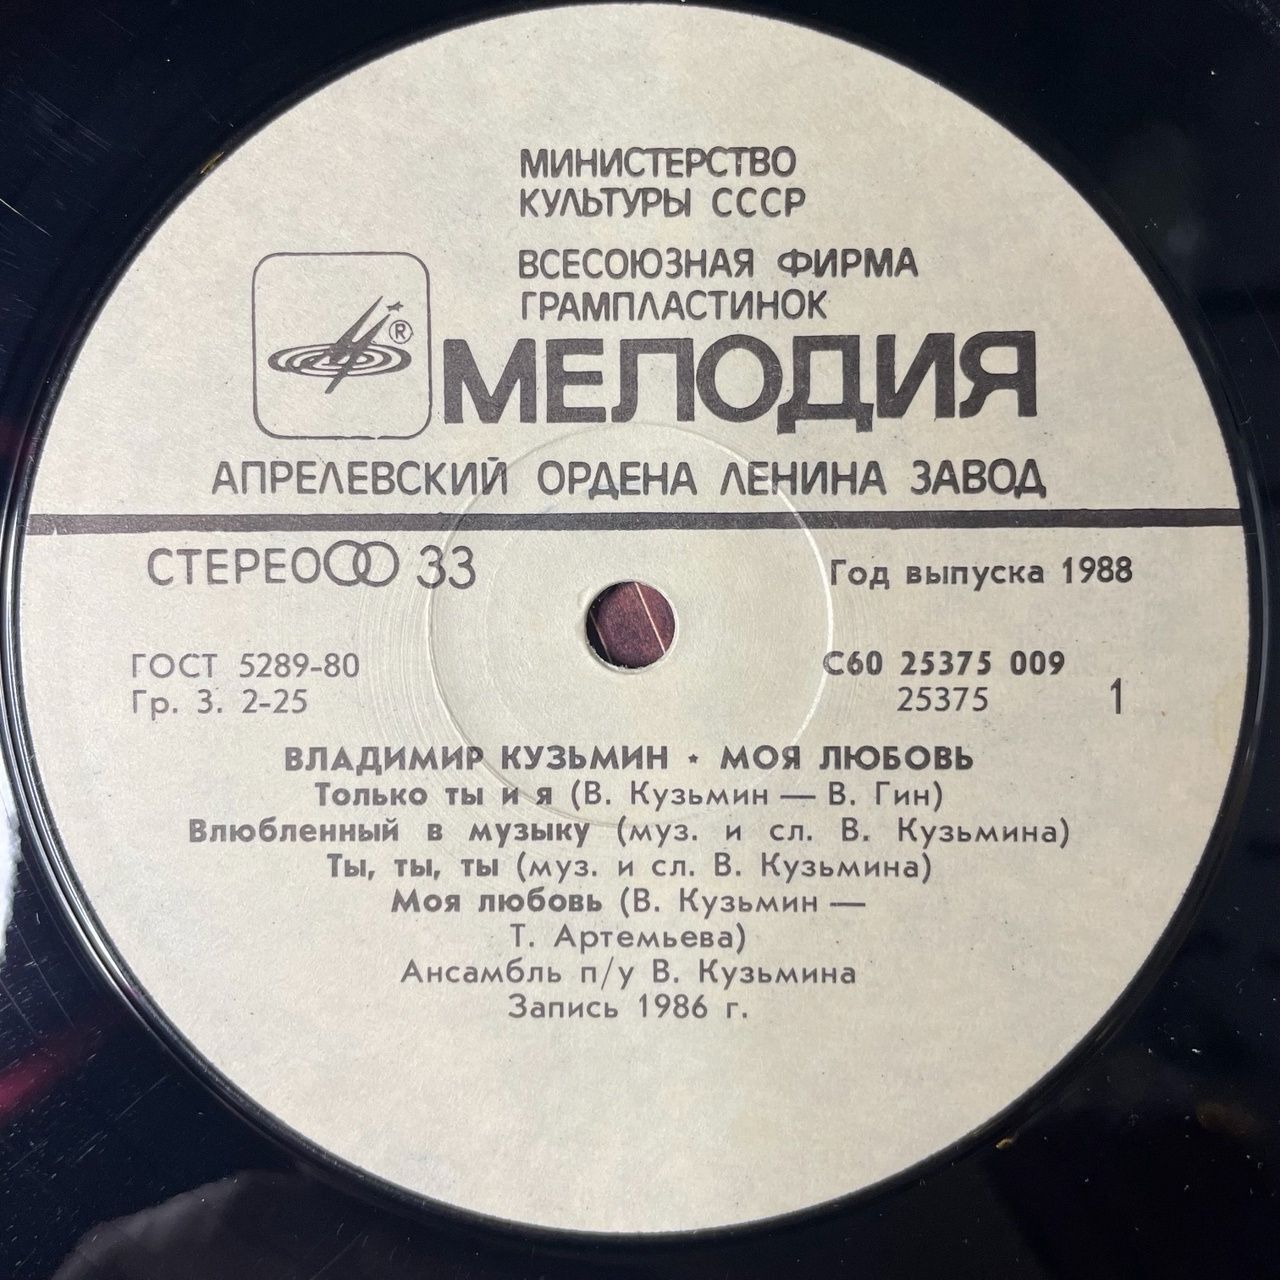 МИНИСТЕРСТВО
КУЛЬТУРЫ СССР
ВСЕСОЮЗНАЯ ФИРМА
ГРАМПЛАСТИНОК
®
МЕЛОДИЯ
АПРЕЛЕВСКИЙ ОРДЕНА ЛЕНИНА ЗАВОД
СТЕРЕО 33
Год выпуска 1988
ГОСТ 5289-80
Гр. 3. 2-25
С60 25375 009
25375
1
ВЛАДИМИР КУЗЬМИН ⋆ МОЯ ЛЮБОВЬ
Только ты и я (В. Кузьмин — В. Гин)
Влюбленный в музыку (муз. и сл. В. Кузьмина)
Ты, ты, ты (муз. и сл. В. Кузьмина)
Моя любовь (В. Кузьмин —
Т. Артемьева)
Ансамбль п/у В. Кузьмина
Запись 1986 г.